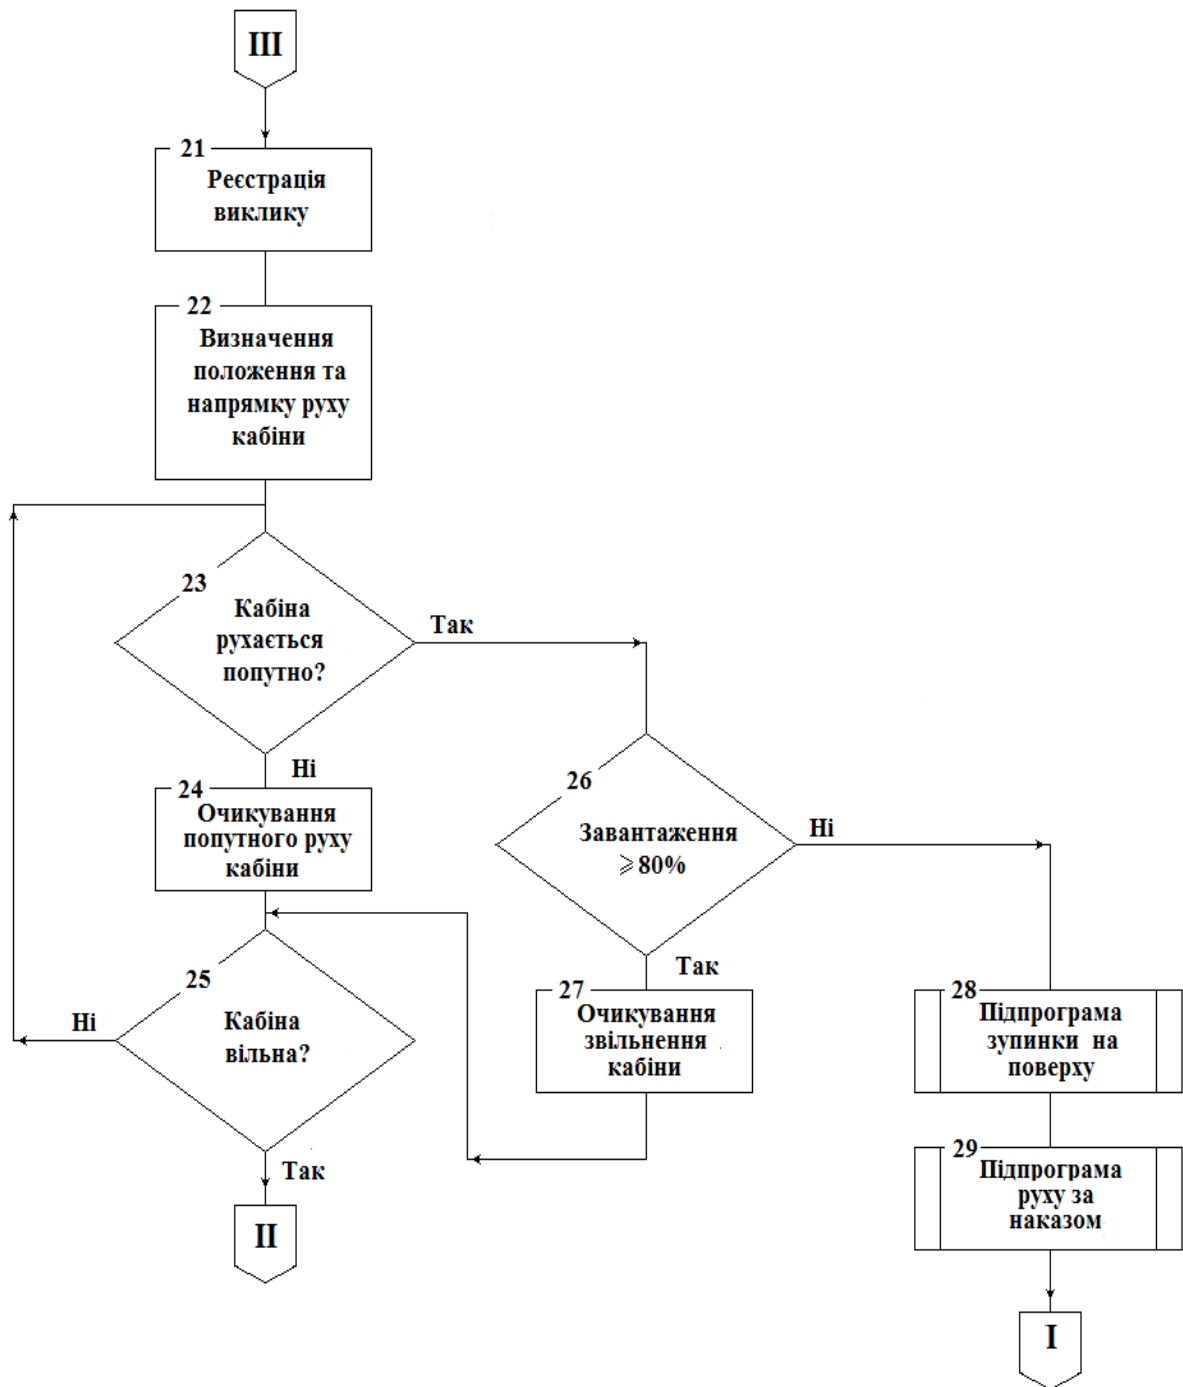 III
21
Реєстрація
виклику
22
Визначення
положення та
напрямку руху
кабіни
23
Кабіна
рухається
попутно?
Так
Ні
24
Очикування
попутного руху
кабіни
25
Кабіна
вільна?
Ні
Так
II
26
Завантаження
⩾80%
Ні
Так
27
Очикування
звільнення
кабіни
28
Підпрограма
зупинки на
поверху
29
Підпрограма
руху за
наказом
I